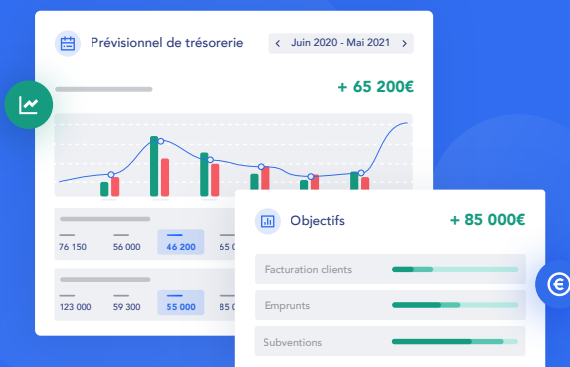 Prévisionnel de trésorerie
Juin 2020 - Mai 2021
+ 65 200€
76 150 56 000 46 200
123 000 59 300 55 000
Objectifs
+ 85 000€
Facturation clients
Emprunts
Subventions